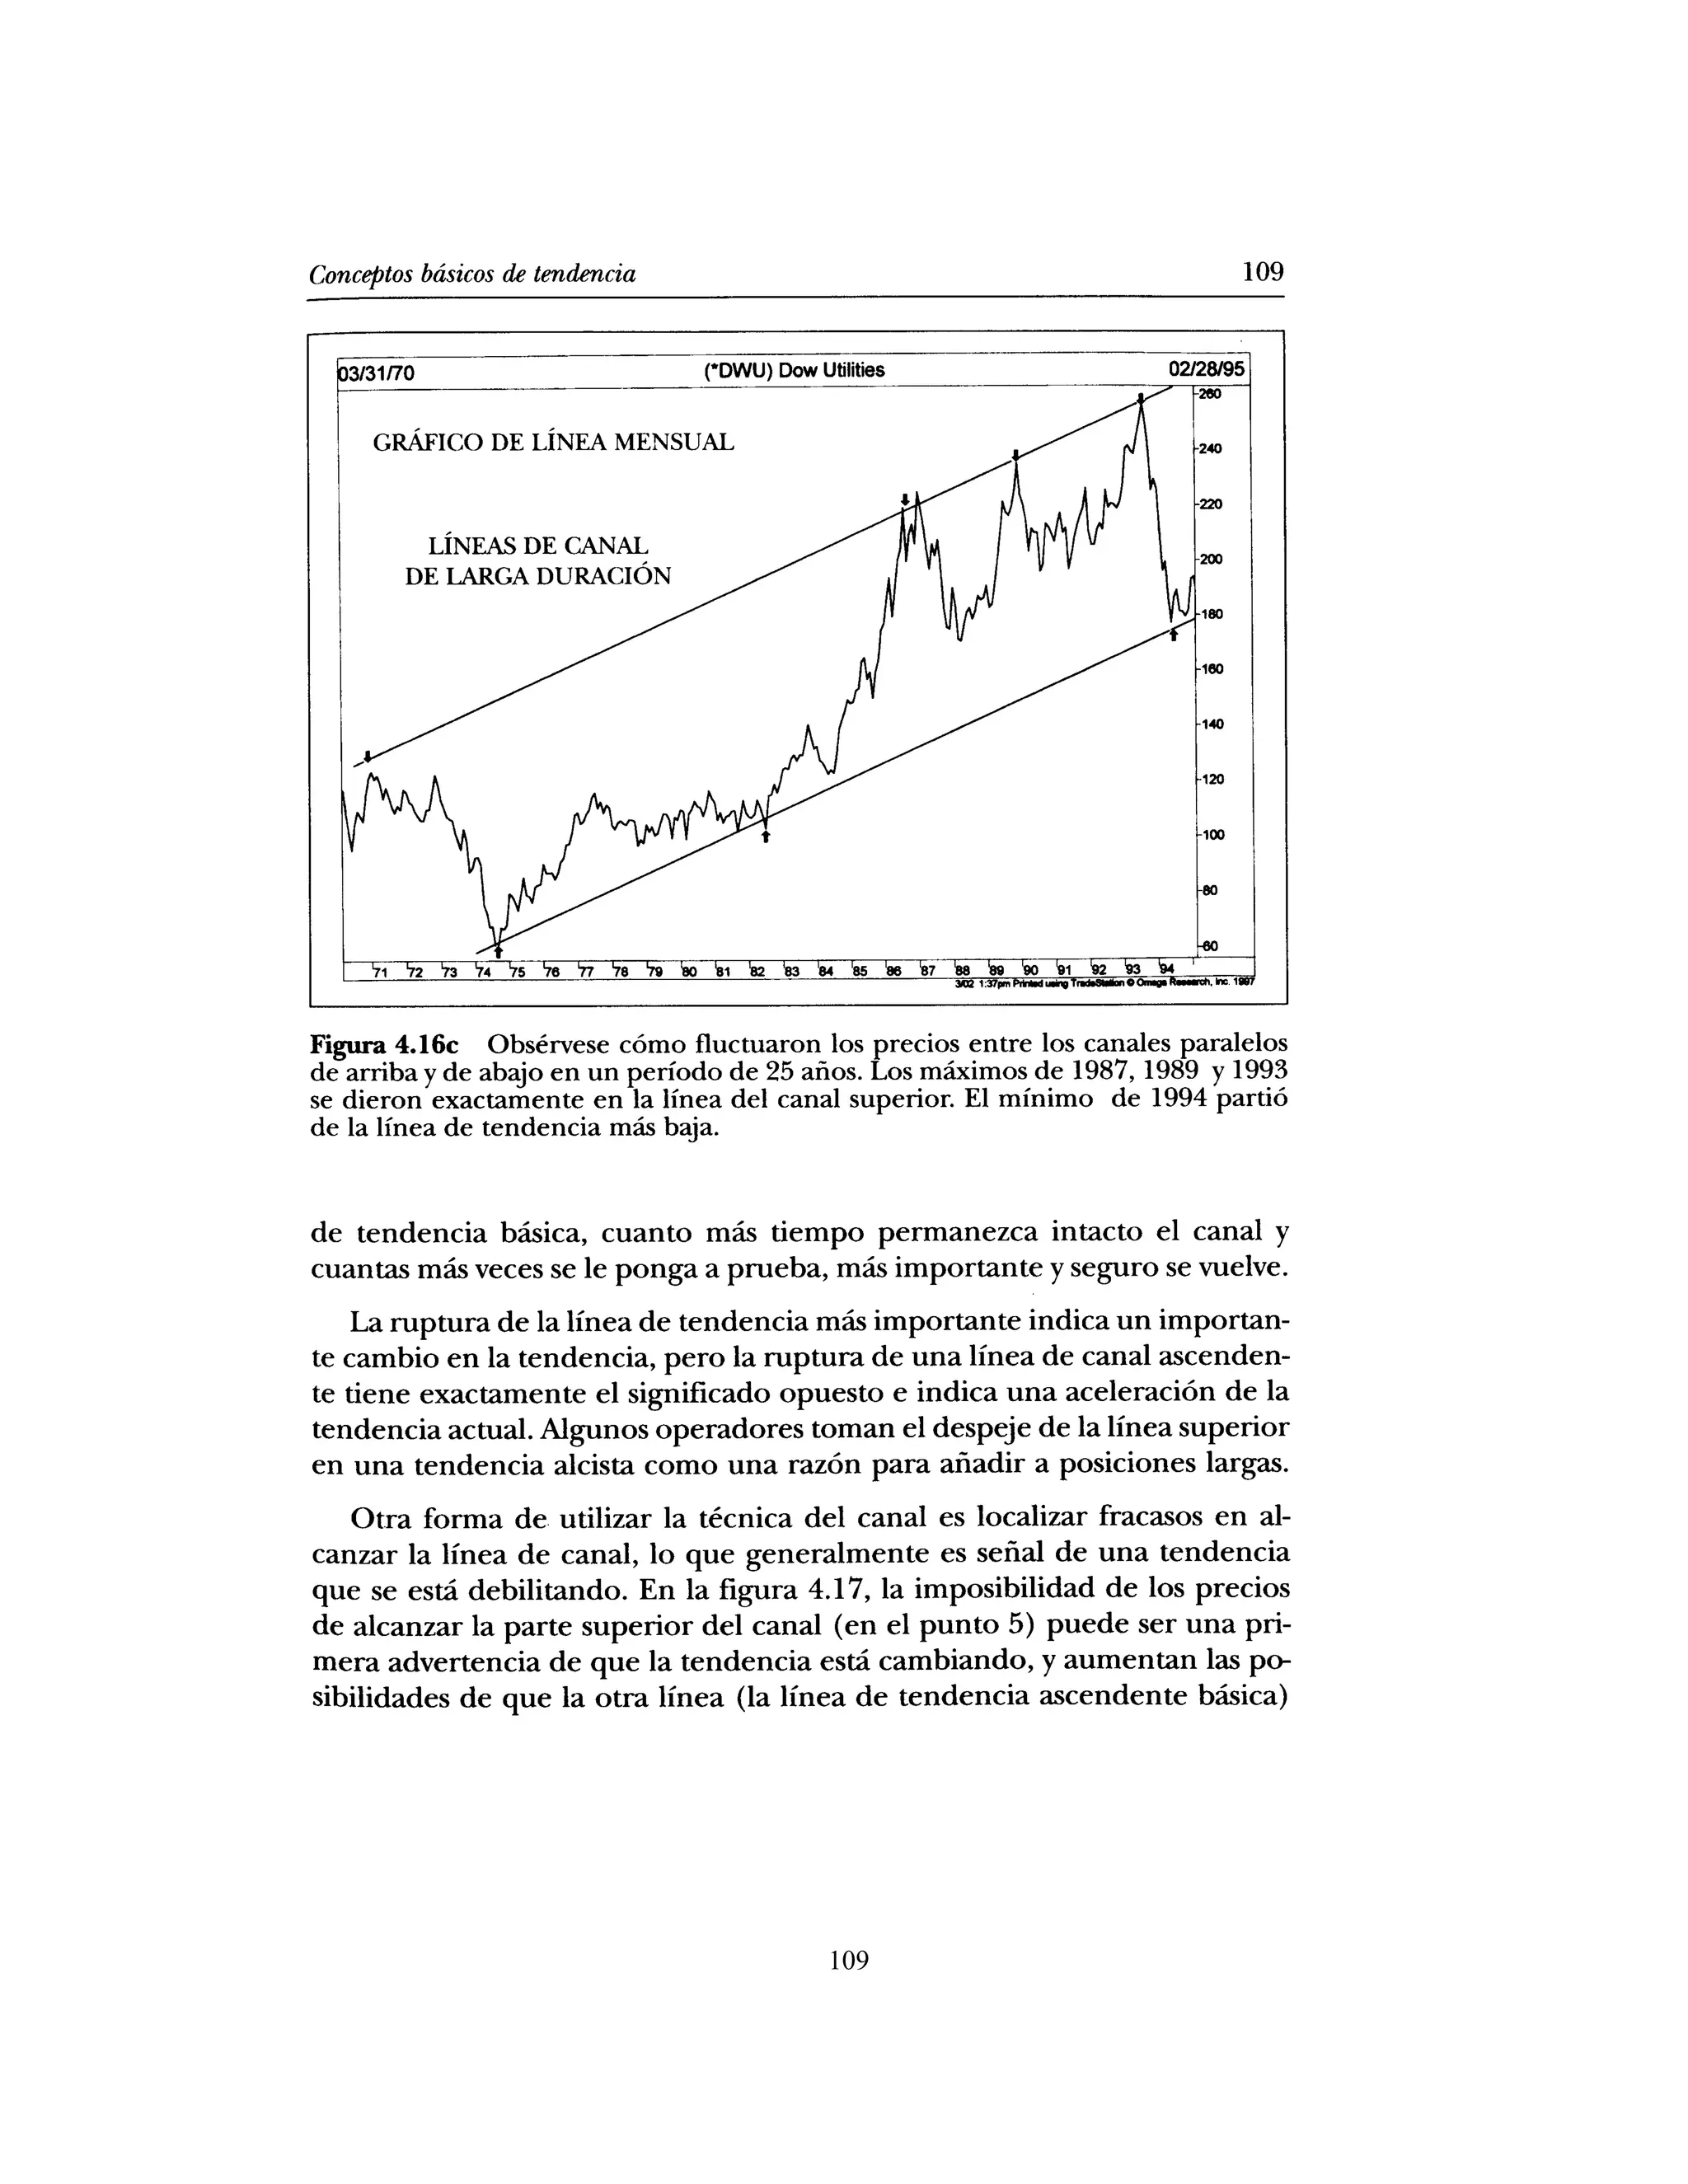 Conceptos básicos de tendencia 109
03/31/70 (*DWU) Dow Utilities 02/28/95
GRÁFICO DE LÍNEA MENSUAL
LÍNEAS DE CANAL
DE LARGA DURACIÓN
260
240
220
200
180
160
140
120
100
80
60
'71 '72 '73 '74 '75 '76 '77 '78 '79 '80 '81 '82 '83 '84 '85 '86 '87 '88 '89 '90 '91 '92 '93 '94
3/02 1:37pm Printed using TradeStation © Omega Research, Inc. 1997
Figura 4.16c Obsérvese cómo fluctuaron los precios entre los canales paralelos
de arriba y de abajo en un período de 25 años. Los máximos de 1987, 1989 y 1993
se dieron exactamente en la línea del canal superior. El mínimo de 1994 partió
de la línea de tendencia más baja.
de tendencia básica, cuanto más tiempo permanezca intacto el canal y
cuantas más veces se le ponga a prueba, más importante y seguro se vuelve.
La ruptura de la línea de tendencia más importante indica un importan-
te cambio en la tendencia, pero la ruptura de una línea de canal ascenden-
te tiene exactamente el significado opuesto e indica una aceleración de la
tendencia actual. Algunos operadores toman el despeje de la línea superior
en una tendencia alcista como una razón para añadir a posiciones largas.
Otra forma de utilizar la técnica del canal es localizar fracasos en al-
canzar la línea de canal, lo que generalmente es señal de una tendencia
que se está debilitando. En la figura 4.17, la imposibilidad de los precios
de alcanzar la parte superior del canal (en el punto 5) puede ser una pri-
mera advertencia de que la tendencia está cambiando, y aumentan las po-
sibilidades de que la otra línea (la línea de tendencia ascendente básica)
109